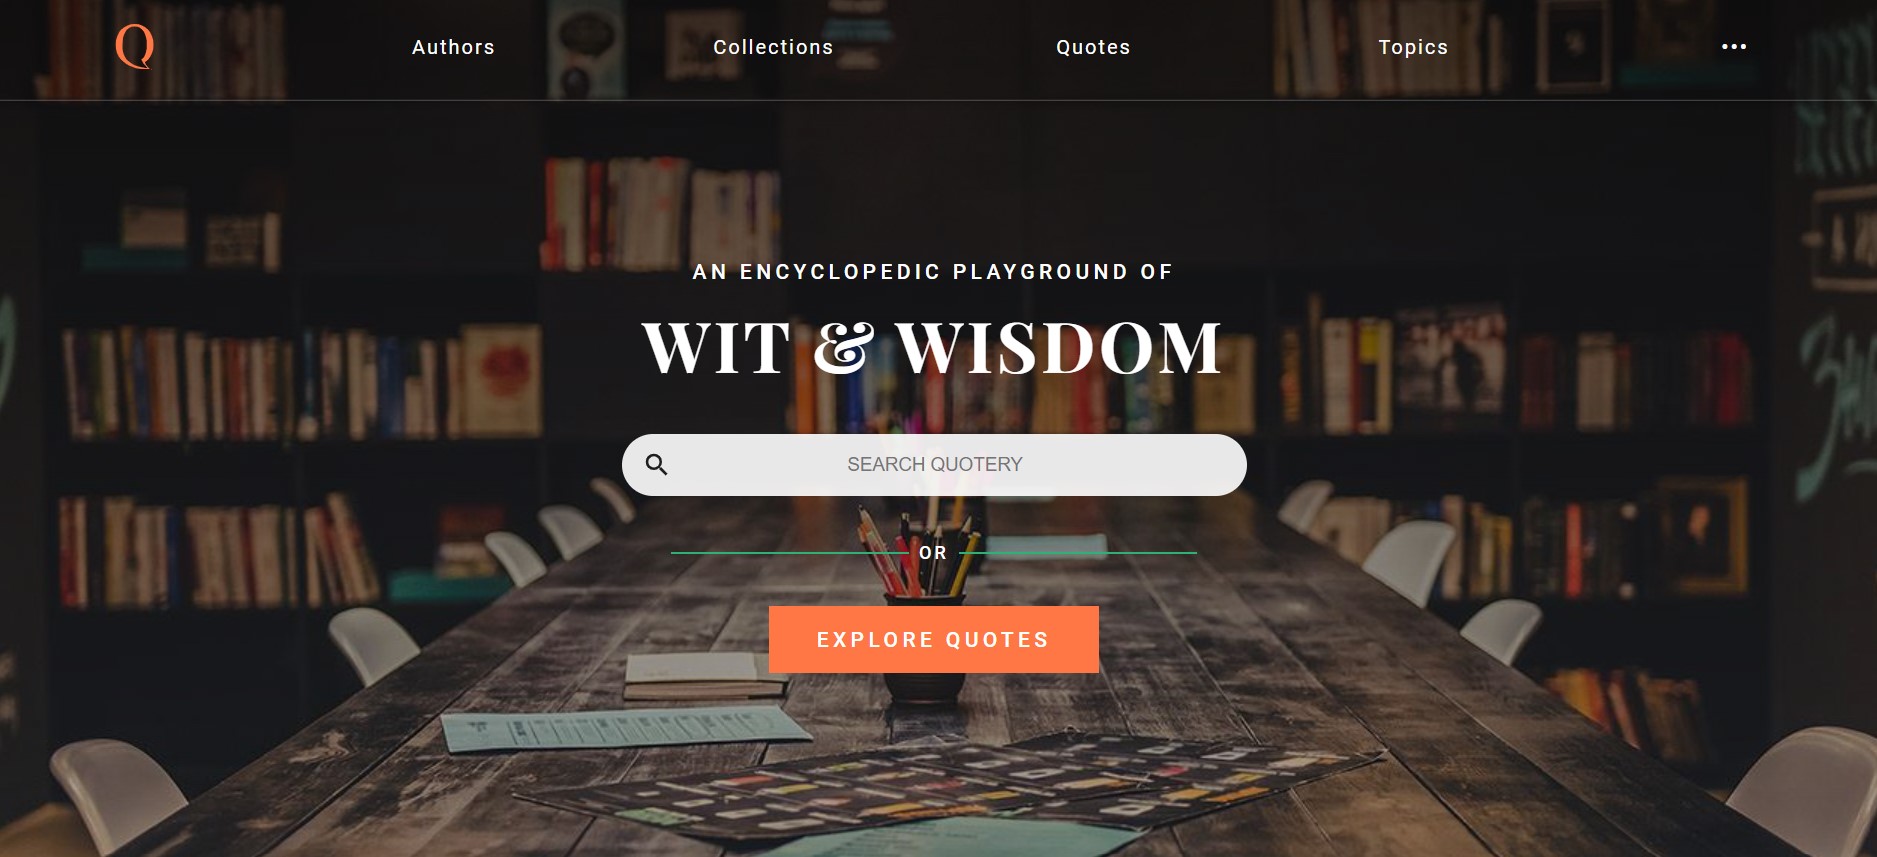 Q
Authors
Collections
Quotes
Topics
AN ENCYCLOPEDIC PLAYGROUND OF
WIT & WISDOM
SEARCH QUOTERY
OR
EXPLORE QUOTES